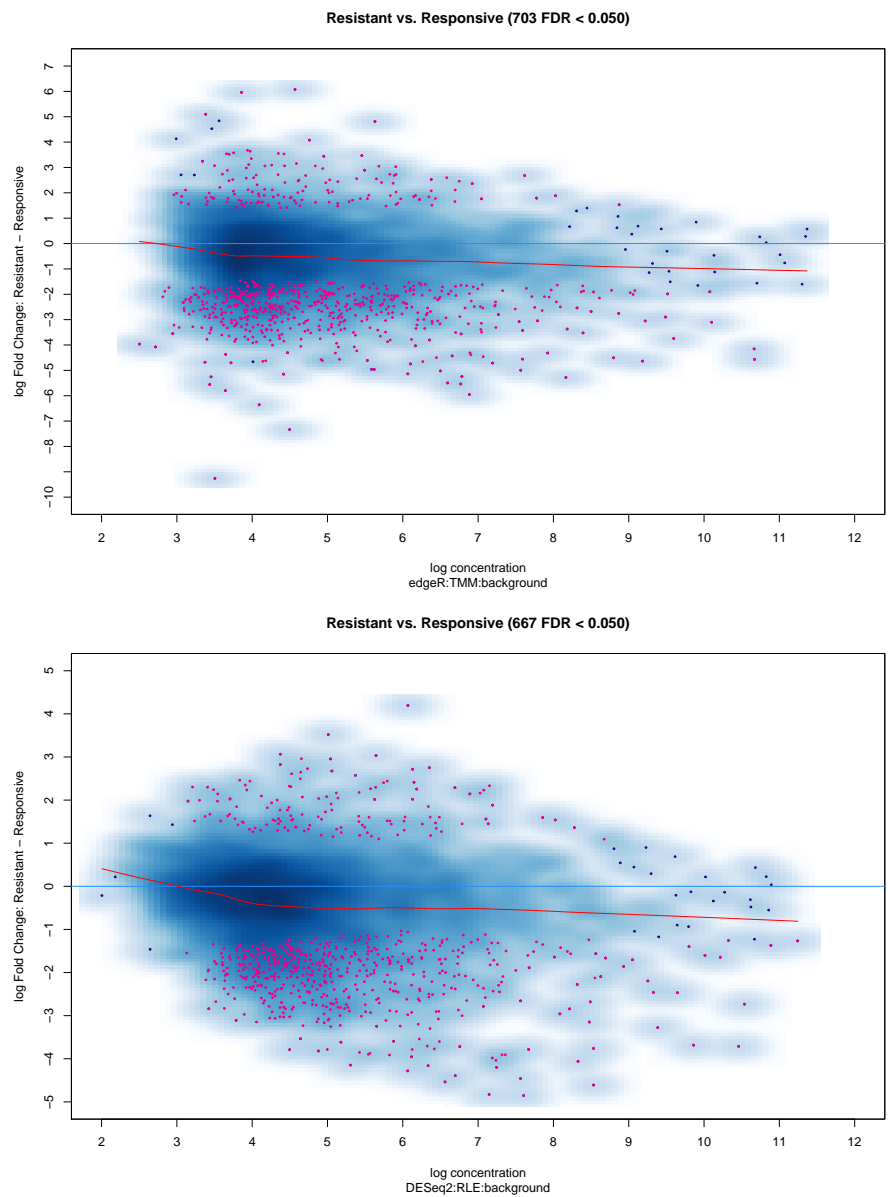 Resistant vs. Responsive (703 FDR < 0.050)
7
6
5
4
3
2
1
0
−1
−2
−3
−4
−5
−6
−7
−8
−10
log Fold Change: Resistant − Responsive
2 3 4 5 6 7 8 9 10 11 12
log concentration
edgeR:TMM:background
Resistant vs. Responsive (667 FDR < 0.050)
5
4
3
2
1
0
−1
−2
−3
−4
−5
log Fold Change: Resistant − Responsive
2 3 4 5 6 7 8 9 10 11 12
log concentration
DESeq2:RLE:background